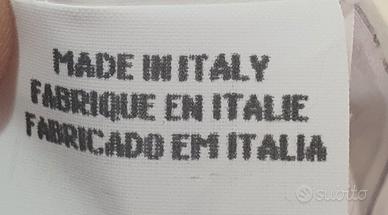 MADE IN ITALY
FABRIQUE EN ITALIE
FABRICADO EM ITALIA
subito